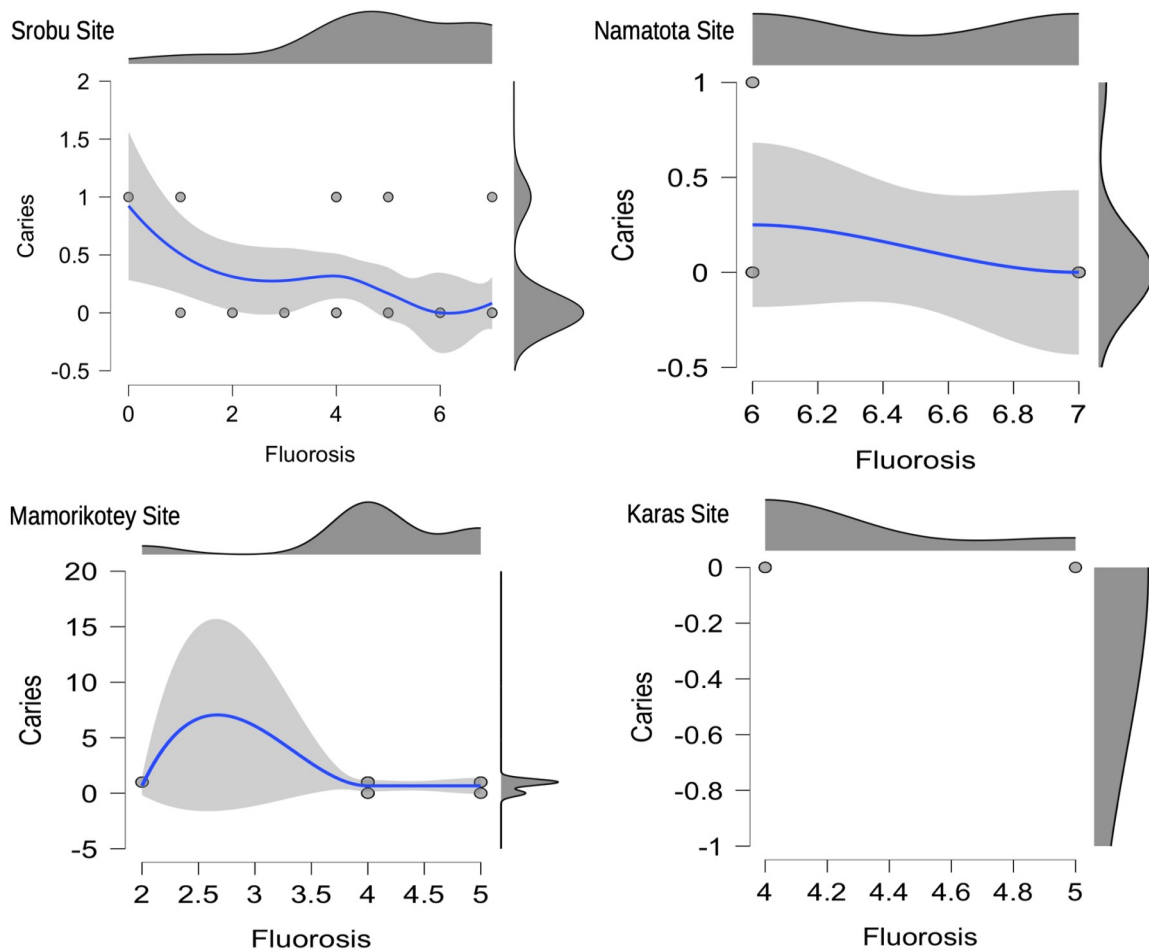 Srobu Site
2
1.5
1
0.5
0
-0.5
Caries
0 2 4 6
Fluorosis
Namatota Site
1
0.5
0
-0.5
Caries
6 6.2 6.4 6.6 6.8 7
Fluorosis
Mamorikotey Site
20
15
10
5
0
-5
Caries
2 2.5 3 3.5 4 4.5 5
Fluorosis
Karas Site
0
-0.2
-0.4
-0.6
-0.8
-1
Caries
4 4.2 4.4 4.6 4.8 5
Fluorosis